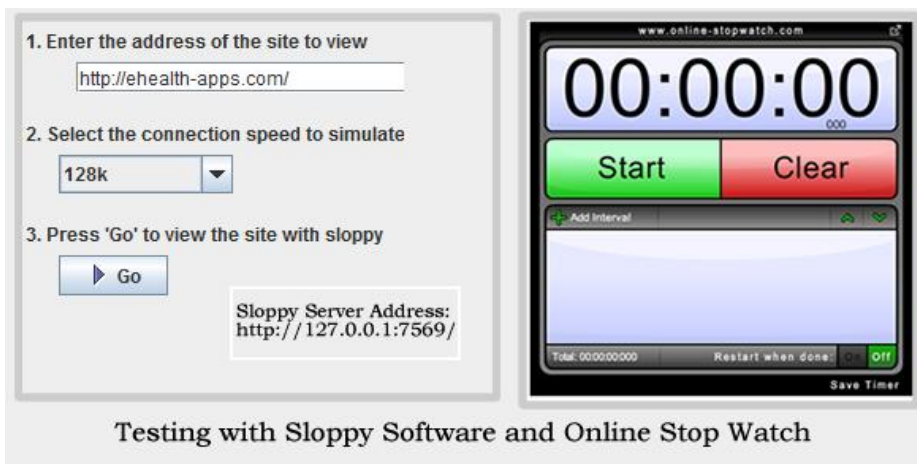 1. Enter the address of the site to view
http://ehealth-apps.com/
2. Select the connection speed to simulate
128k
3. Press 'Go' to view the site with sloppy
Go
Sloppy Server Address:
http://127.0.0.1:7569/
www.online-stopwatch.com
00:00:00
000
Start Clear
Add Interval
Total: 00:00:00:000 Restart when done: On Off
Save Timer
Testing with Sloppy Software and Online Stop Watch